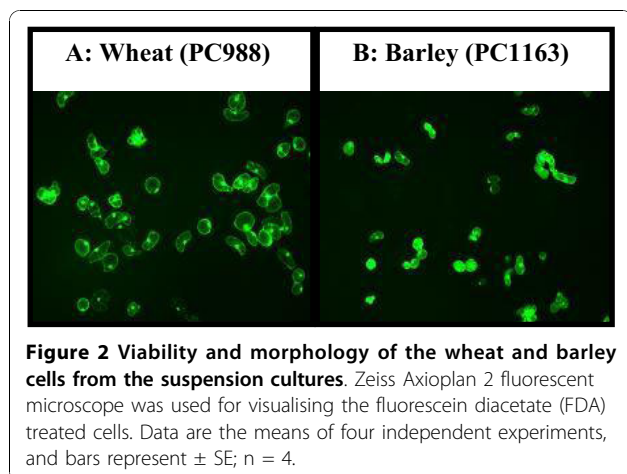 A: Wheat (PC988)
B: Barley (PC1163)
Figure 2 Viability and morphology of the wheat and barley
cells from the suspension cultures. Zeiss Axioplan 2 fluorescent
microscope was used for visualising the fluorescein diacetate (FDA)
treated cells. Data are the means of four independent experiments,
and bars represent ± SE; n = 4.